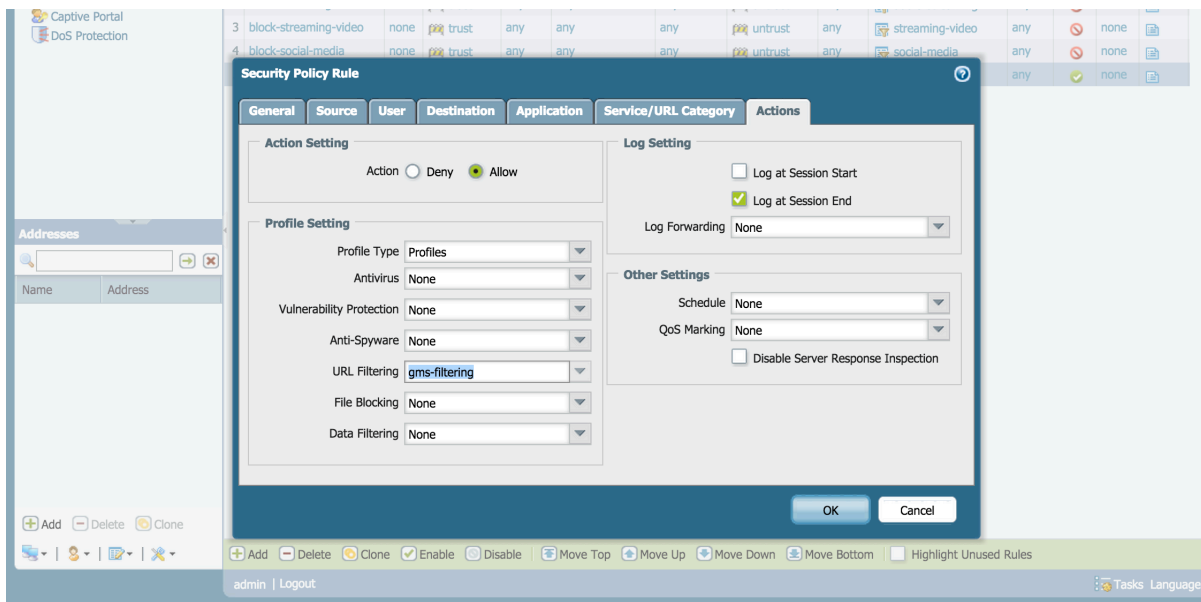 Captive Portal
DoS Protection
3 block-streaming-video none trust any any any untrust any streaming-video any none
4 block-social-media none trust any any any untrust any social-media any none
any none
Security Policy Rule
General Source User Destination Application Service/URL Category Actions
Action Setting
Action Deny Allow
Profile Setting
Profile Type Profiles
Antivirus None
Vulnerability Protection None
Anti-Spyware None
URL Filtering gms-filtering
File Blocking None
Data Filtering None
Log Setting
Log at Session Start
Log at Session End
Log Forwarding None
Other Settings
Schedule None
QoS Marking None
Disable Server Response Inspection
OK Cancel
Addresses
Name Address
Add Delete Clone
Add Delete Clone Enable Disable Move Top Move Up Move Down Move Bottom Highlight Unused Rules
admin | Logout
Tasks Language